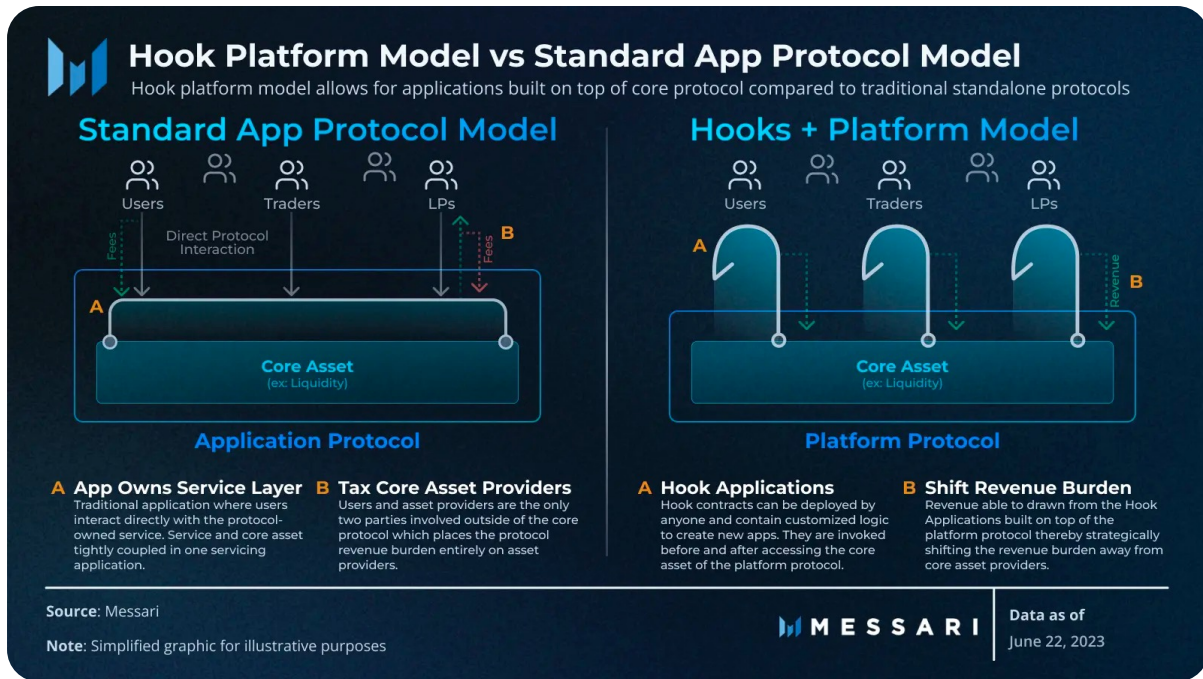 Hook Platform Model vs Standard App Protocol Model
Hook platform model allows for applications built on top of core protocol compared to traditional standalone protocols
Standard App Protocol Model
Users
Traders
LPs
Fees
Direct Protocol
Interaction
Fees
B
A
Core Asset
(ex: Liquidity)
Application Protocol
A App Owns Service Layer
Traditional application where users
interact directly with the protocol-
owned service. Service and core asset
tightly coupled in one servicing
application.
B Tax Core Asset Providers
Users and asset providers are the only
two parties involved outside of the core
protocol which places the protocol
revenue burden entirely on asset
providers.
Hooks + Platform Model
Users
Traders
LPs
A
Revenue
B
Core Asset
(ex: Liquidity)
Platform Protocol
A Hook Applications
Hook contracts can be deployed by
anyone and contain customized logic
to create new apps. They are invoked
before and after accessing the core
asset of the platform protocol.
B Shift Revenue Burden
Revenue able to drawn from the Hook
Applications built on top of the
platform protocol thereby strategically
shifting the revenue burden away from
core asset providers.
Source: Messari
Note: Simplified graphic for illustrative purposes
MESSARI
Data as of
June 22, 2023